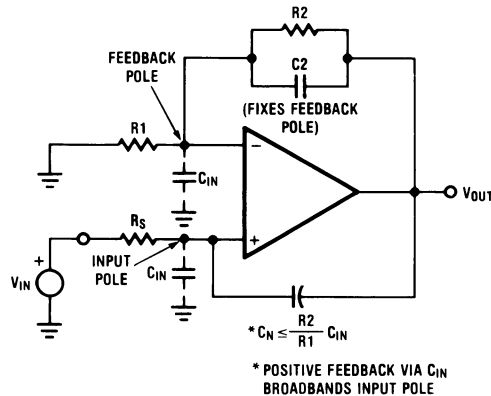 R2
FEEDBACK
POLE
C2
(FIXES FEEDBACK
POLE)
R1
−
CIN
VOUT
RS
+
+
VIN
INPUT
POLE
CIN
*CN ≤ R2/R1 CIN
* POSITIVE FEEDBACK VIA CIN
BROADBANDS INPUT POLE